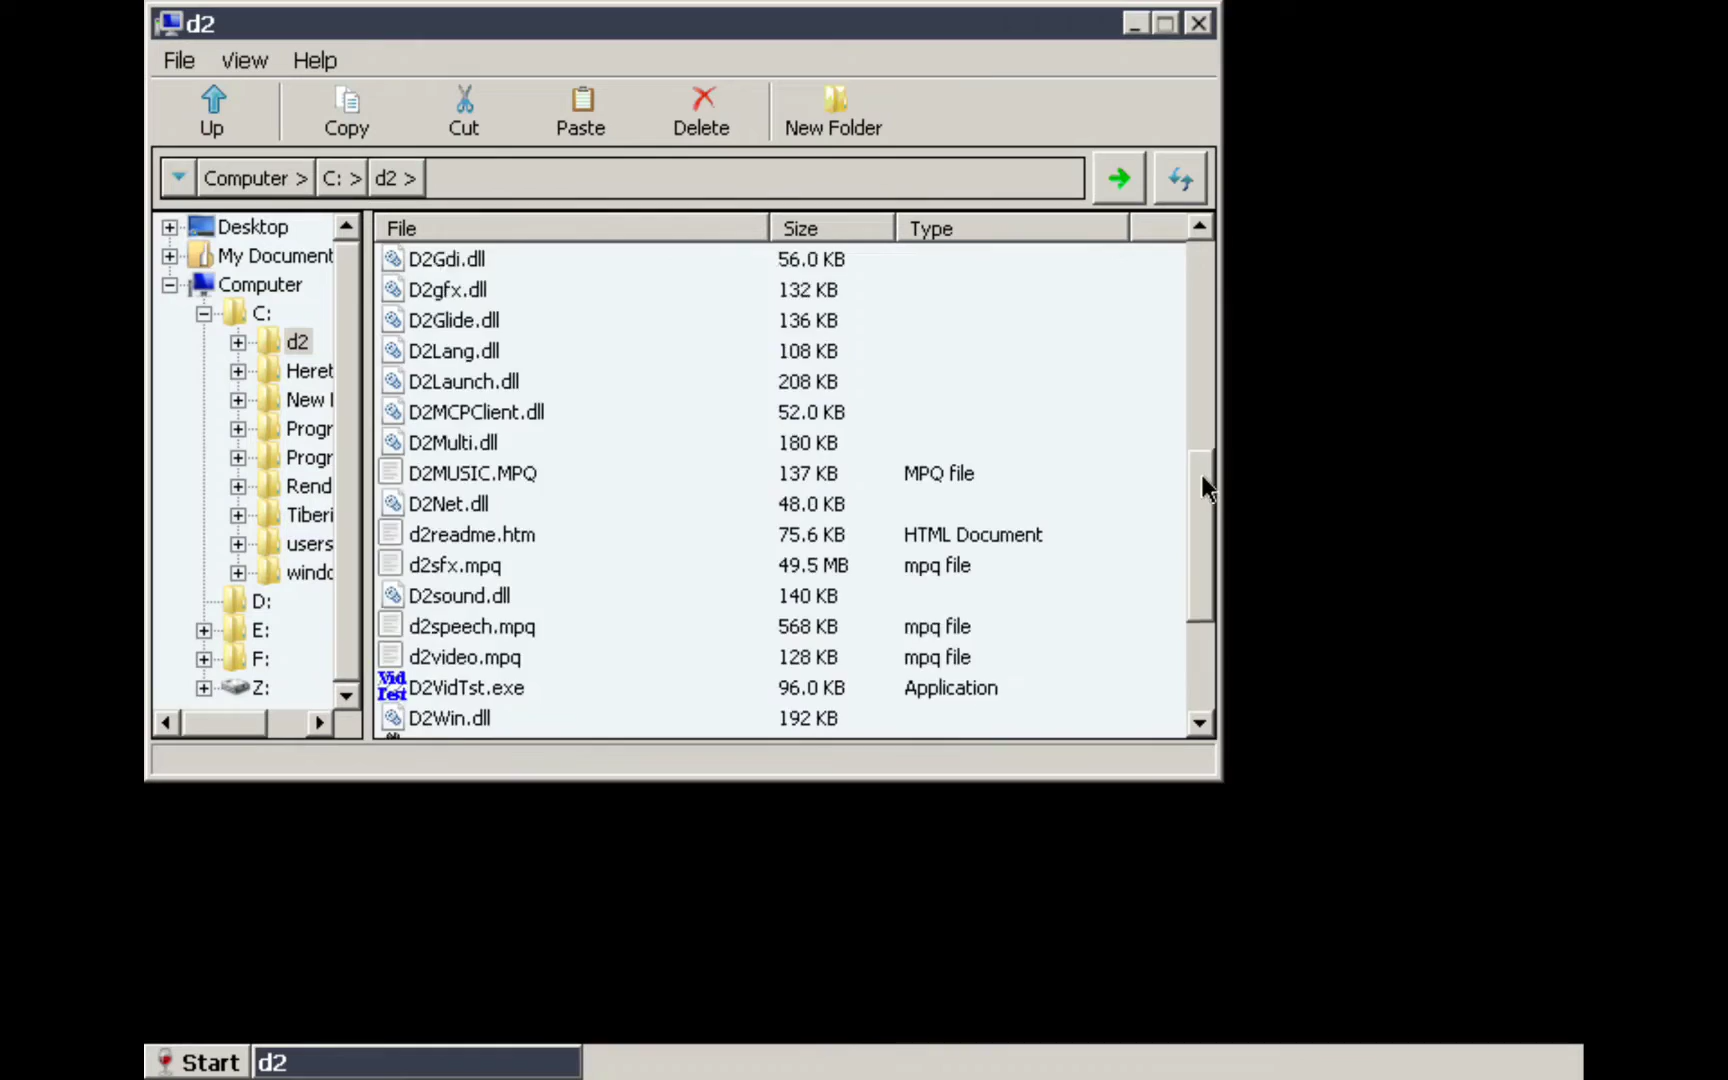 d2
File View Help
Up Copy Cut Paste Delete New Folder
Computer > C: > d2 >
Desktop
My Document
Computer
C:
d2
Heret
New I
Progr
Progr
Rend
Tiberi
users
windo
D:
E:
F:
Z:
File Size Type
D2Gdi.dll 56.0 KB
D2gfx.dll 132 KB
D2Glide.dll 136 KB
D2Lang.dll 108 KB
D2Launch.dll 208 KB
D2MCPClient.dll 52.0 KB
D2Multi.dll 180 KB
D2MUSIC.MPQ 137 KB MPQ file
D2Net.dll 48.0 KB
d2readme.htm 75.6 KB HTML Document
d2sfx.mpq 49.5 MB mpq file
D2sound.dll 140 KB
d2speech.mpq 568 KB mpq file
d2video.mpq 128 KB mpq file
Vid
Test D2VidTst.exe 96.0 KB Application
D2Win.dll 192 KB
Start d2